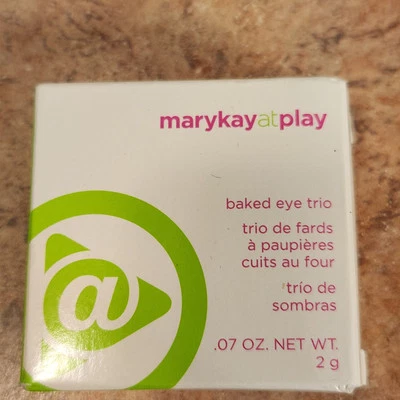 marykayatplay
baked eye trio
trio de fards
à paupières
cuits au four
trío de
sombras
.07 OZ. NET WT.
2 g
@